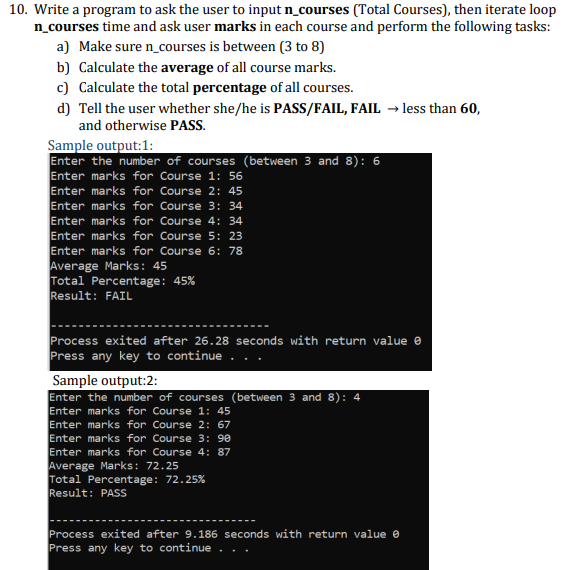 10. Write a program to ask the user to input n_courses (Total Courses), then iterate loop
n_courses time and ask user marks in each course and perform the following tasks:
a) Make sure n_courses is between (3 to 8)
b) Calculate the average of all course marks.
c) Calculate the total percentage of all courses.
d) Tell the user whether she/he is PASS/FAIL, FAIL → less than 60,
and otherwise PASS.
Sample output:1:
Enter the number of courses (between 3 and 8): 6
Enter marks for Course 1: 56
Enter marks for Course 2: 45
Enter marks for Course 3: 34
Enter marks for Course 4: 34
Enter marks for Course 5: 23
Enter marks for Course 6: 78
Average Marks: 45
Total Percentage: 45%
Result: FAIL
--------------------------------
Process exited after 26.28 seconds with return value 0
Press any key to continue . . .
Sample output:2:
Enter the number of courses (between 3 and 8): 4
Enter marks for Course 1: 45
Enter marks for Course 2: 67
Enter marks for Course 3: 90
Enter marks for Course 4: 87
Average Marks: 72.25
Total Percentage: 72.25%
Result: PASS
--------------------------------
Process exited after 9.186 seconds with return value 0
Press any key to continue . . .